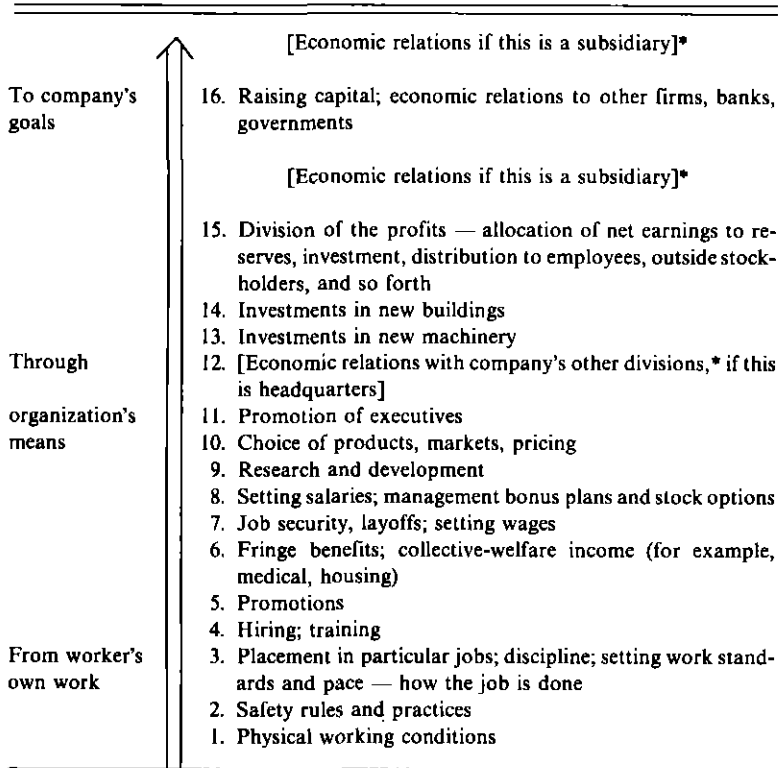 [Economic relations if this is a subsidiary]*
To company's
goals
16. Raising capital; economic relations to other firms, banks,
governments
[Economic relations if this is a subsidiary]*
15. Division of the profits — allocation of net earnings to re-
serves, investment, distribution to employees, outside stock-
holders, and so forth
14. Investments in new buildings
13. Investments in new machinery
Through
12. [Economic relations with company's other divisions,* if this
is headquarters]
organization's
means
11. Promotion of executives
10. Choice of products, markets, pricing
9. Research and development
8. Setting salaries; management bonus plans and stock options
7. Job security, layoffs; setting wages
6. Fringe benefits; collective-welfare income (for example,
medical, housing)
5. Promotions
4. Hiring; training
From worker's
own work
3. Placement in particular jobs; discipline; setting work stand-
ards and pace — how the job is done
2. Safety rules and practices
1. Physical working conditions